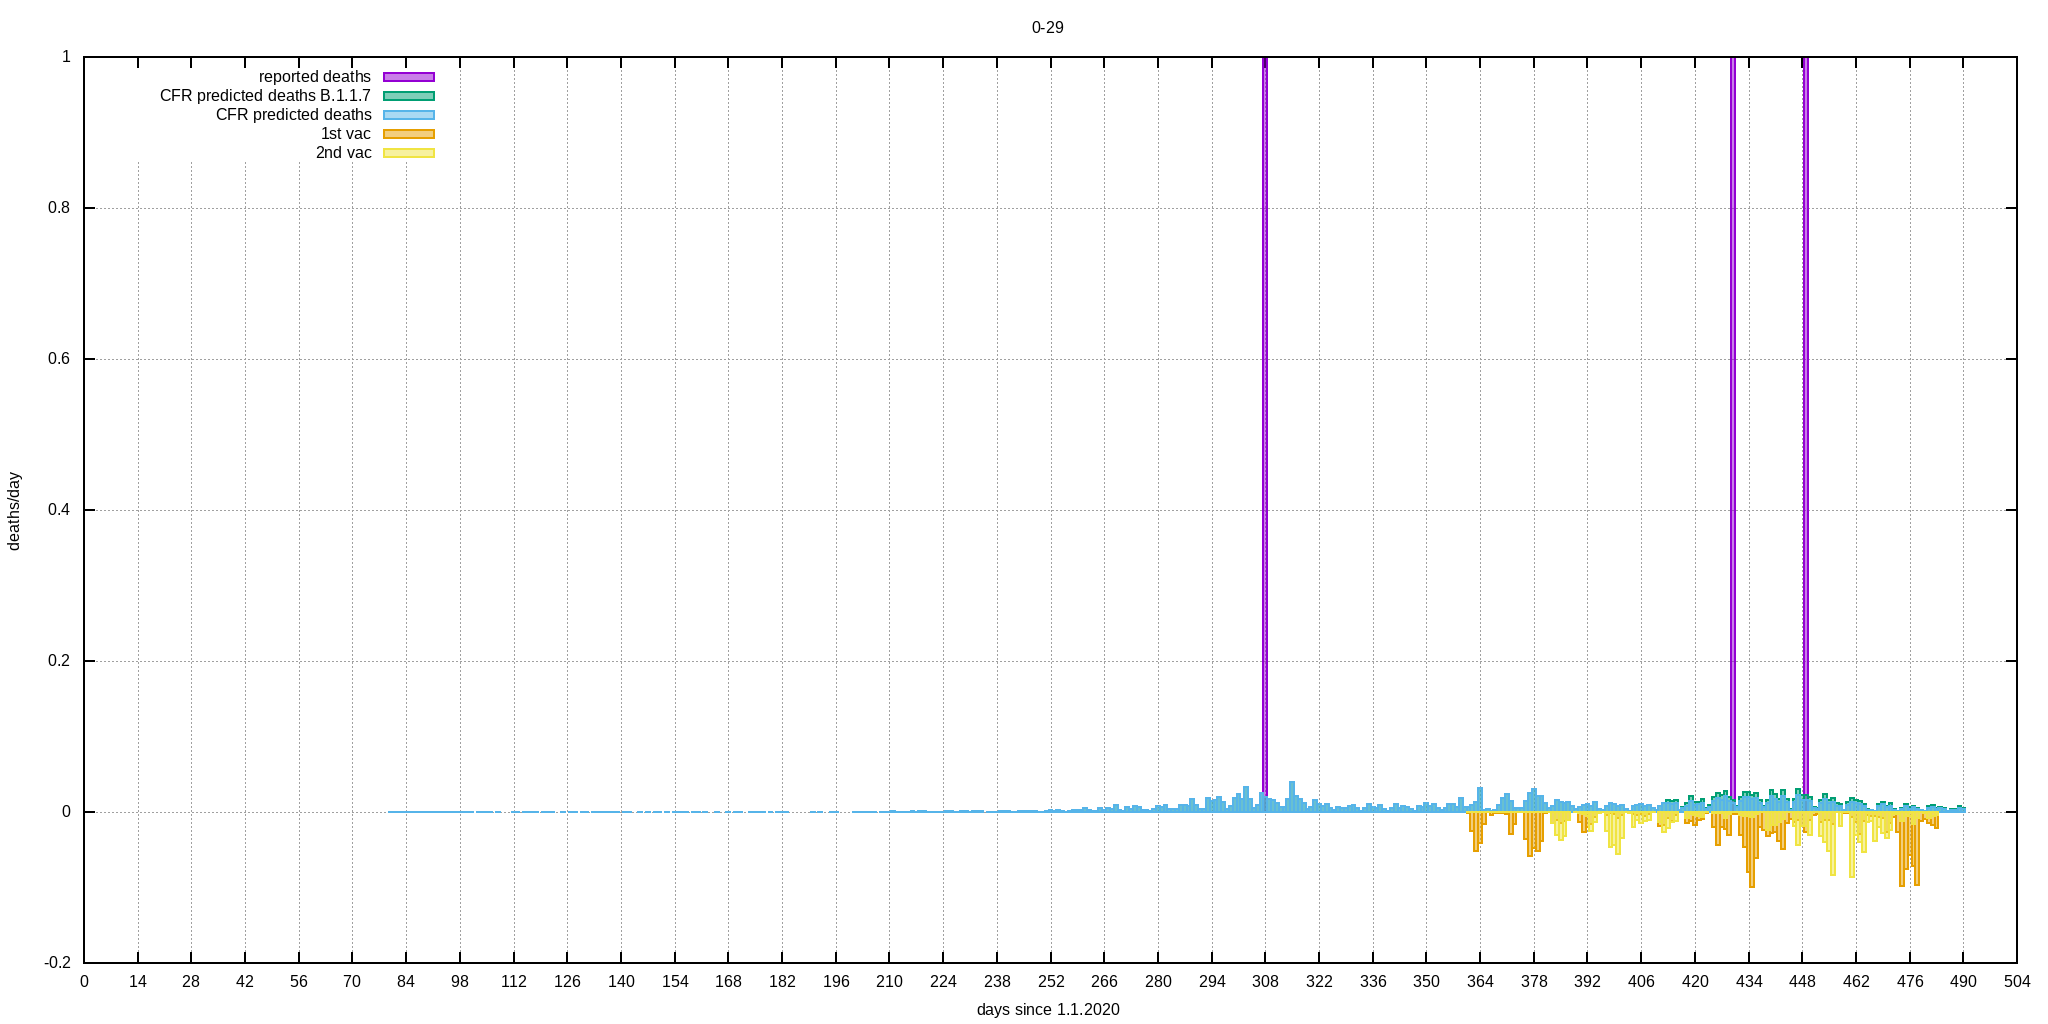 0-29
1
reported deaths
CFR predicted deaths B.1.1.7
CFR predicted deaths
1st vac
2nd vac
0.8
0.6
0.4
0.2
0
-0.2
deaths/day
0 14 28 42 56 70 84 98 112 126 140 154 168 182 196 210 224 238 252 266 280 294 308 322 336 350 364 378 392 406 420 434 448 462 476 490 504
days since 1.1.2020